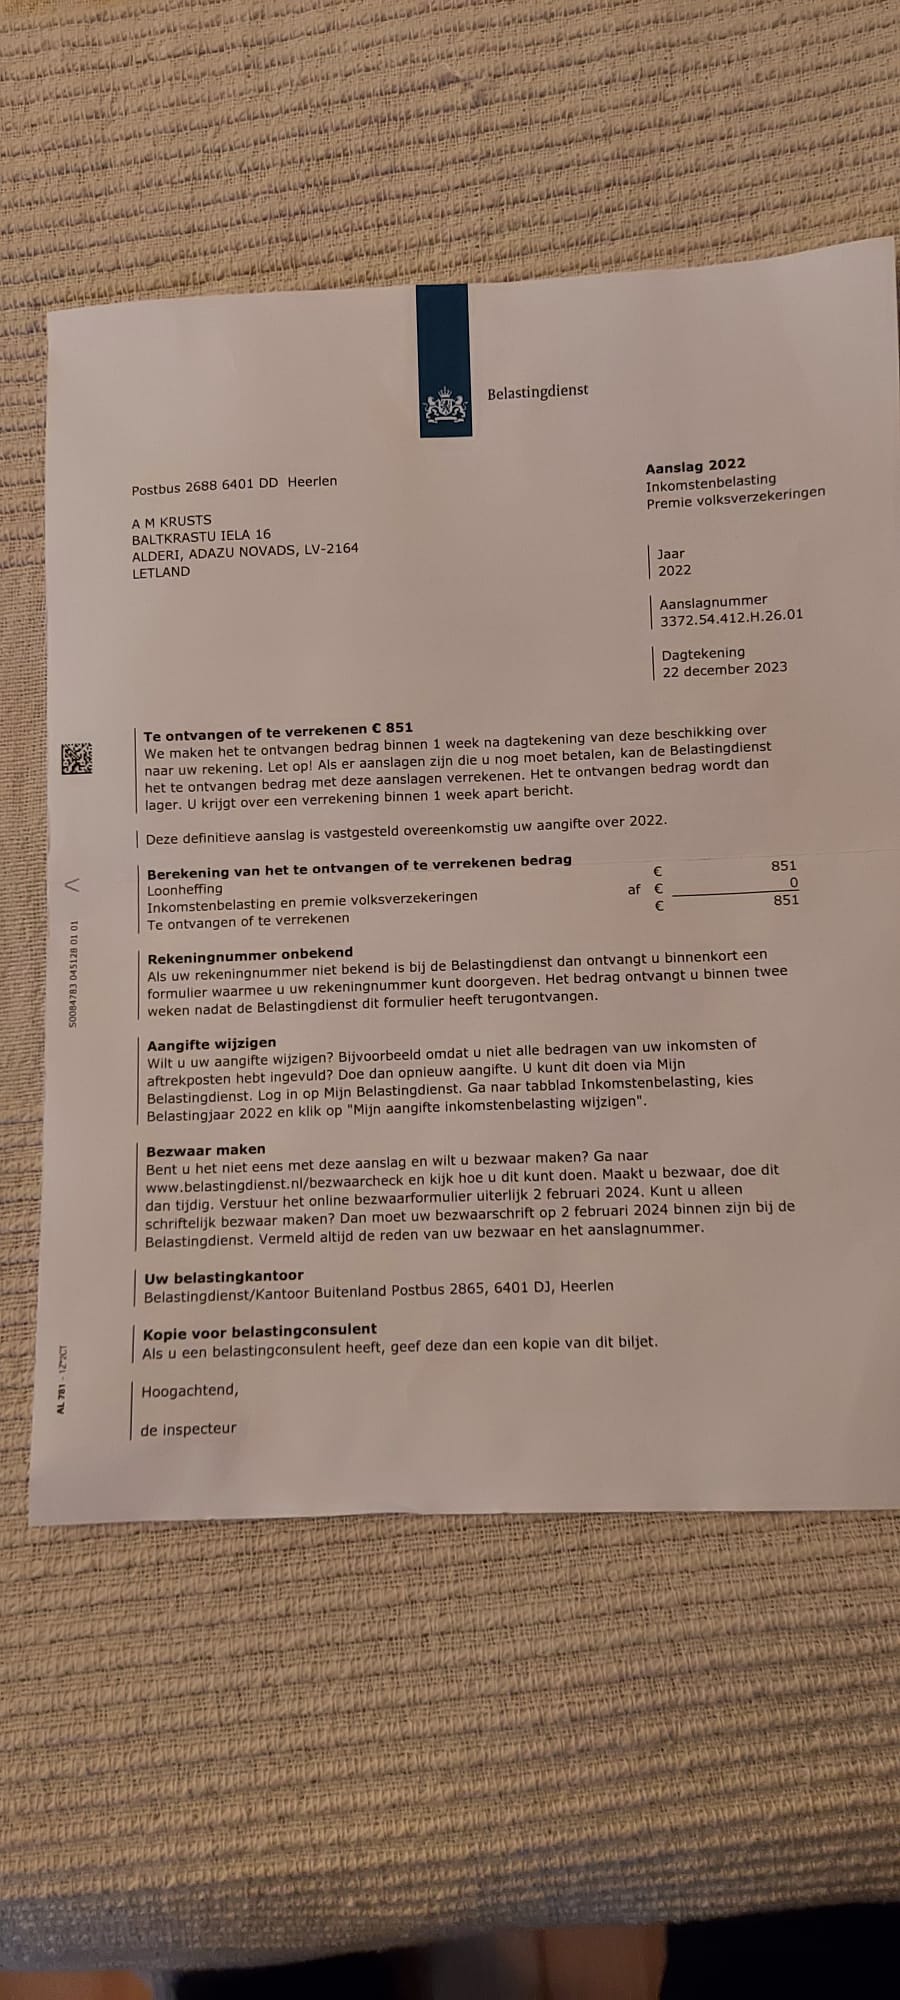 Belastingdienst
Postbus 2688 6401 DD Heerlen
A M KRUSTS
BALTKRASTU IELA 16
ALDERI, ADAZU NOVADS, LV-2164
LETLAND
Aanslag 2022
Inkomstenbelasting
Premie volksverzekeringen
Jaar
2022
Aanslagnummer
3372.54.412.H.26.01
Dagtekening
22 december 2023
Te ontvangen of te verrekenen € 851
We maken het te ontvangen bedrag binnen 1 week na dagtekening van deze beschikking over
naar uw rekening. Let op! Als er aanslagen zijn die u nog moet betalen, kan de Belastingdienst
het te ontvangen bedrag met deze aanslagen verrekenen. Het te ontvangen bedrag wordt dan
lager. U krijgt over een verrekening binnen 1 week apart bericht.
Deze definitieve aanslag is vastgesteld overeenkomstig uw aangifte over 2022.
Berekening van het te ontvangen of te verrekenen bedrag
Loonheffing € 851
Inkomstenbelasting en premie volksverzekeringen af € 0
Te ontvangen of te verrekenen € 851
Rekeningnummer onbekend
Als uw rekeningnummer niet bekend is bij de Belastingdienst dan ontvangt u binnenkort een
formulier waarmee u uw rekeningnummer kunt doorgeven. Het bedrag ontvangt u binnen twee
weken nadat de Belastingdienst dit formulier heeft terugontvangen.
Aangifte wijzigen
Wilt u uw aangifte wijzigen? Bijvoorbeeld omdat u niet alle bedragen van uw inkomsten of
aftrekposten hebt ingevuld? Doe dan opnieuw aangifte. U kunt dit doen via Mijn
Belastingdienst. Log in op Mijn Belastingdienst. Ga naar tabblad Inkomstenbelasting, kies
Belastingjaar 2022 en klik op "Mijn aangifte inkomstenbelasting wijzigen".
Bezwaar maken
Bent u het niet eens met deze aanslag en wilt u bezwaar maken? Ga naar
www.belastingdienst.nl/bezwaarcheck en kijk hoe u dit kunt doen. Maakt u bezwaar, doe dit
dan tijdig. Verstuur het online bezwaarformulier uiterlijk 2 februari 2024. Kunt u alleen
schriftelijk bezwaar maken? Dan moet uw bezwaarschrift op 2 februari 2024 binnen zijn bij de
Belastingdienst. Vermeld altijd de reden van uw bezwaar en het aanslagnummer.
Uw belastingkantoor
Belastingdienst/Kantoor Buitenland Postbus 2865, 6401 DJ, Heerlen
Kopie voor belastingconsulent
Als u een belastingconsulent heeft, geef deze dan een kopie van dit biljet.
Hoogachtend,
de inspecteur
50084783 045128 01 01
AL 781